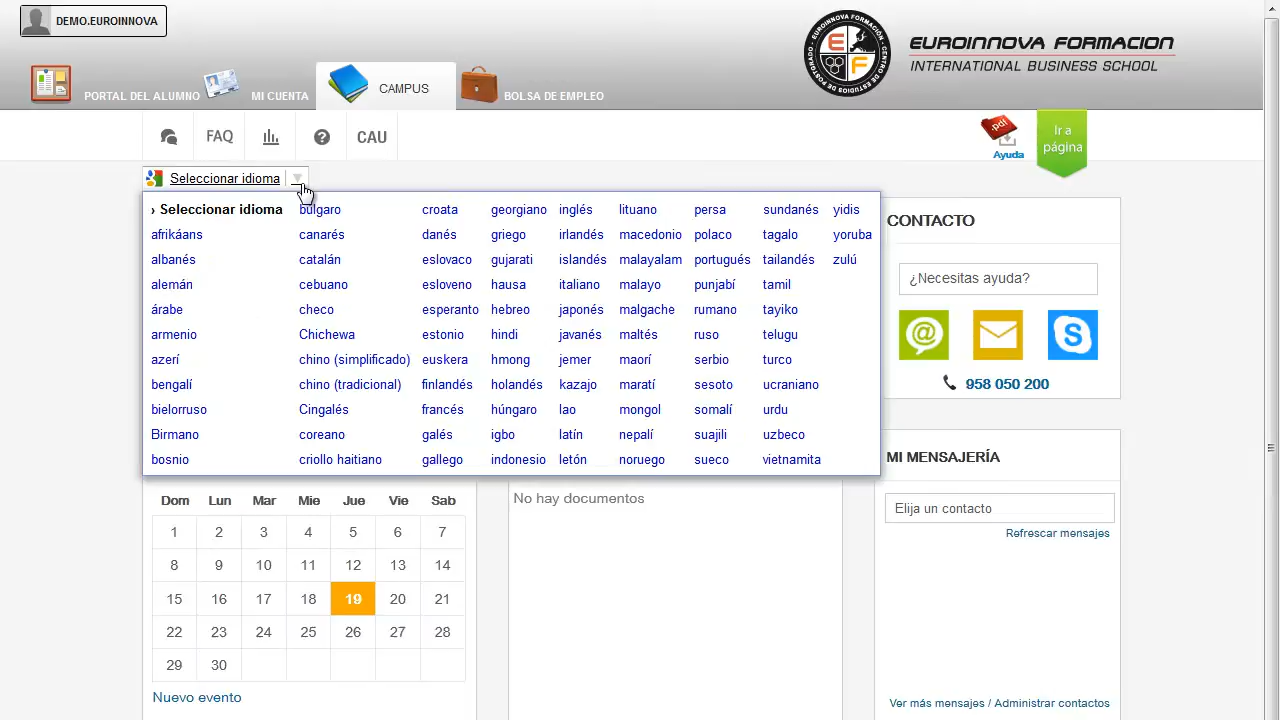 DEMO.EUROINNOVA
PORTAL DEL ALUMNO
MI CUENTA
CAMPUS
BOLSA DE EMPLEO
EUROINNOVA FORMACIÓN
CENTRO DE ESTUDIOS DE POSTGRADO
E F
EUROINNOVA FORMACION
INTERNATIONAL BUSINESS SCHOOL
FAQ
?
CAU
.pdf
Ayuda
Ir a
página
Seleccionar idioma
› Seleccionar idioma bulgaro croata georgiano inglés lituano persa sundanés yidis
afrikáans canarés danés griego irlandés macedonio polaco tagalo yoruba
albanés catalán eslovaco gujarati islandés malayalam portugués tailandés zulú
alemán cebuano esloveno hausa italiano malayo punjabí tamil
árabe checo esperanto hebreo japonés malgache rumano tayiko
armenio Chichewa estonio hindi javanés maltés ruso telugu
azerí chino (simplificado) euskera hmong jemer maorí serbio turco
bengalí chino (tradicional) finlandés holandés kazajo maratí sesoto ucraniano
bielorruso Cingalés francés húngaro lao mongol somalí urdu
Birmano coreano galés igbo latín nepalí suajili uzbeco
bosnio criollo haitiano gallego indonesio letón noruego sueco vietnamita
CONTACTO
¿Necesitas ayuda?
@
S
958 050 200
Dom Lun Mar Mie Jue Vie Sab
1 2 3 4 5 6 7
8 9 10 11 12 13 14
15 16 17 18 19 20 21
22 23 24 25 26 27 28
29 30
Nuevo evento
No hay documentos
MI MENSAJERÍA
Elija un contacto
Refrescar mensajes
Ver más mensajes / Administrar contactos